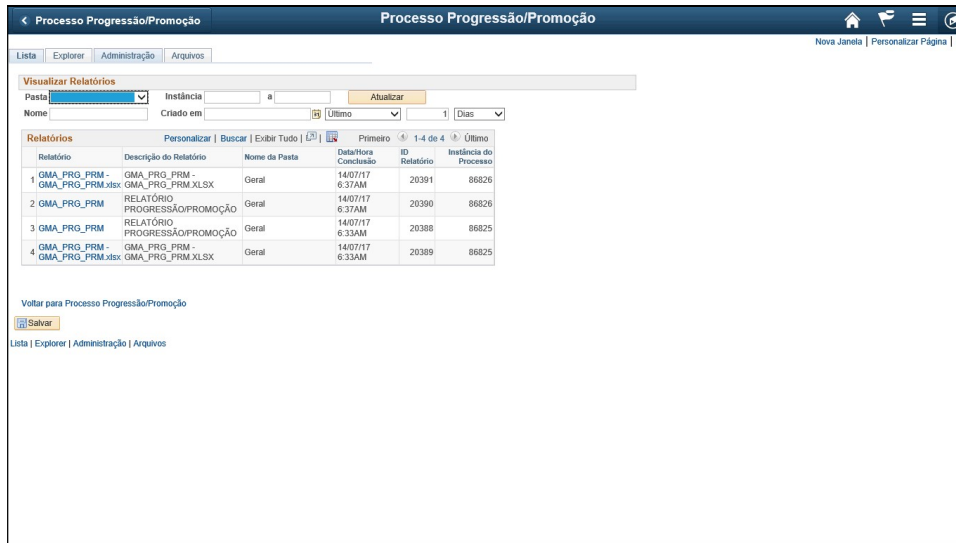 Processo Progressão/Promoção
Processo Progressão/Promoção
Nova Janela | Personalizar Página |
Lista Explorer Administração Arquivos
Visualizar Relatórios
Pasta Instância a Atualizar
Nome Criado em Último 1 Dias
Relatórios Personalizar | Buscar | Exibir Tudo | | Primeiro 1-4 de 4 Último
Relatório Descrição do Relatório Nome da Pasta Data/Hora Conclusão ID Relatório Instância do Processo
1 GMA_PRG_PRM - GMA_PRG_PRM.xlsx GMA_PRG_PRM - GMA_PRG_PRM.XLSX Geral 14/07/17 6:37AM 20391 86826
2 GMA_PRG_PRM RELATÓRIO PROGRESSÃO/PROMOÇÃO Geral 14/07/17 6:37AM 20390 86826
3 GMA_PRG_PRM RELATÓRIO PROGRESSÃO/PROMOÇÃO Geral 14/07/17 6:33AM 20388 86825
4 GMA_PRG_PRM - GMA_PRG_PRM.xlsx GMA_PRG_PRM - GMA_PRG_PRM.XLSX Geral 14/07/17 6:33AM 20389 86825
Voltar para Processo Progressão/Promoção
Salvar
Lista | Explorer | Administração | Arquivos